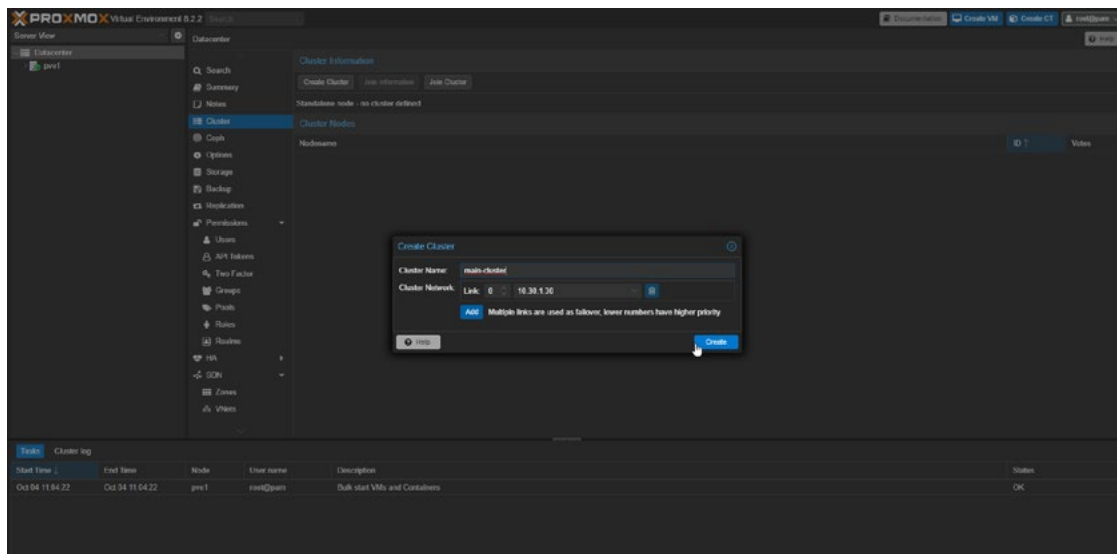 PROXMOX Virtual Environment 8.2.2 Search
Documentation Create VM Create CT root@pam
Server View
Datacenter
Help
Datacenter
pve1
Search
Summary
Notes
Cluster
Ceph
Options
Storage
Backup
Replication
Permissions
Users
API Tokens
Two Factor
Groups
Pools
Roles
Realms
HA
SDN
Zones
VNets
Cluster Information
Create Cluster Join Information Join Cluster
Standalone node - no cluster defined
Cluster Nodes
Nodename ID Votes
Create Cluster
Cluster Name: main-cluster
Cluster Network: Link: 0 10.30.1.30
Add Multiple links are used as failover, lower numbers have higher priority
Help Create
Tasks Cluster log
Start Time End Time Node User name Description Status
Oct 04 11:04:22 Oct 04 11:04:22 pve1 root@pam Bulk start VMs and Containers OK